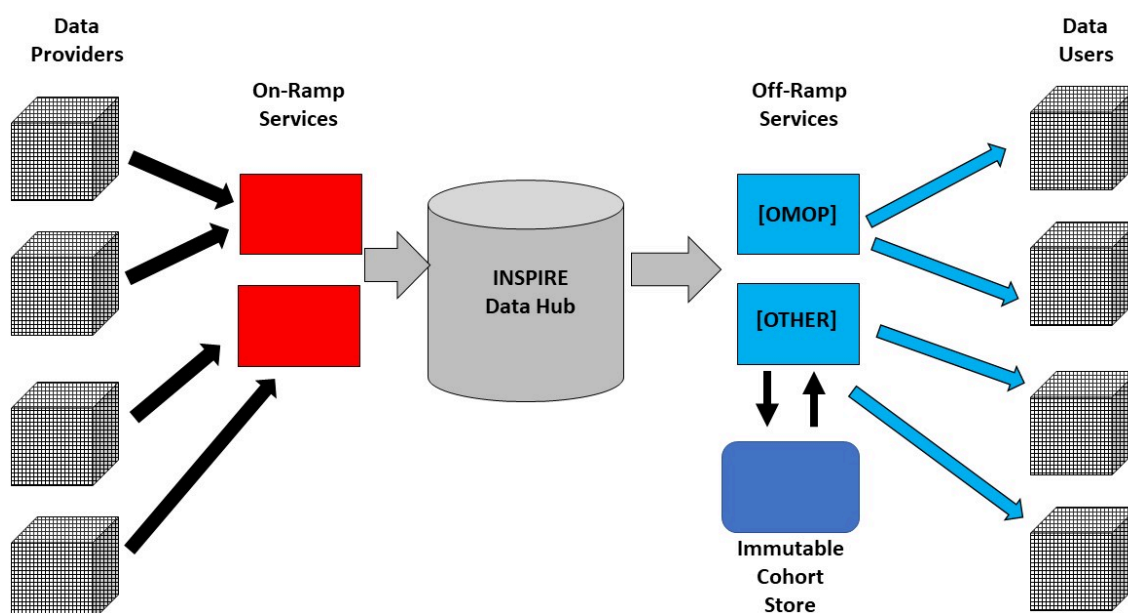 Data
Providers
On-Ramp
Services
INSPIRE
Data Hub
Off-Ramp
Services
[OMOP]
[OTHER]
Immutable
Cohort
Store
Data
Users